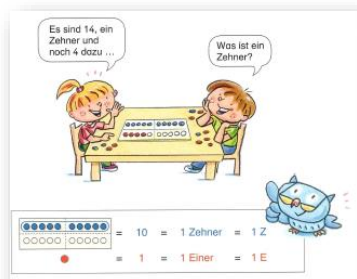 Es sind 14, ein
Zehner und
noch 4 dazu ...
Was ist ein
Zehner?
= 10 = 1 Zehner = 1 Z
= 1 = 1 Einer = 1 E